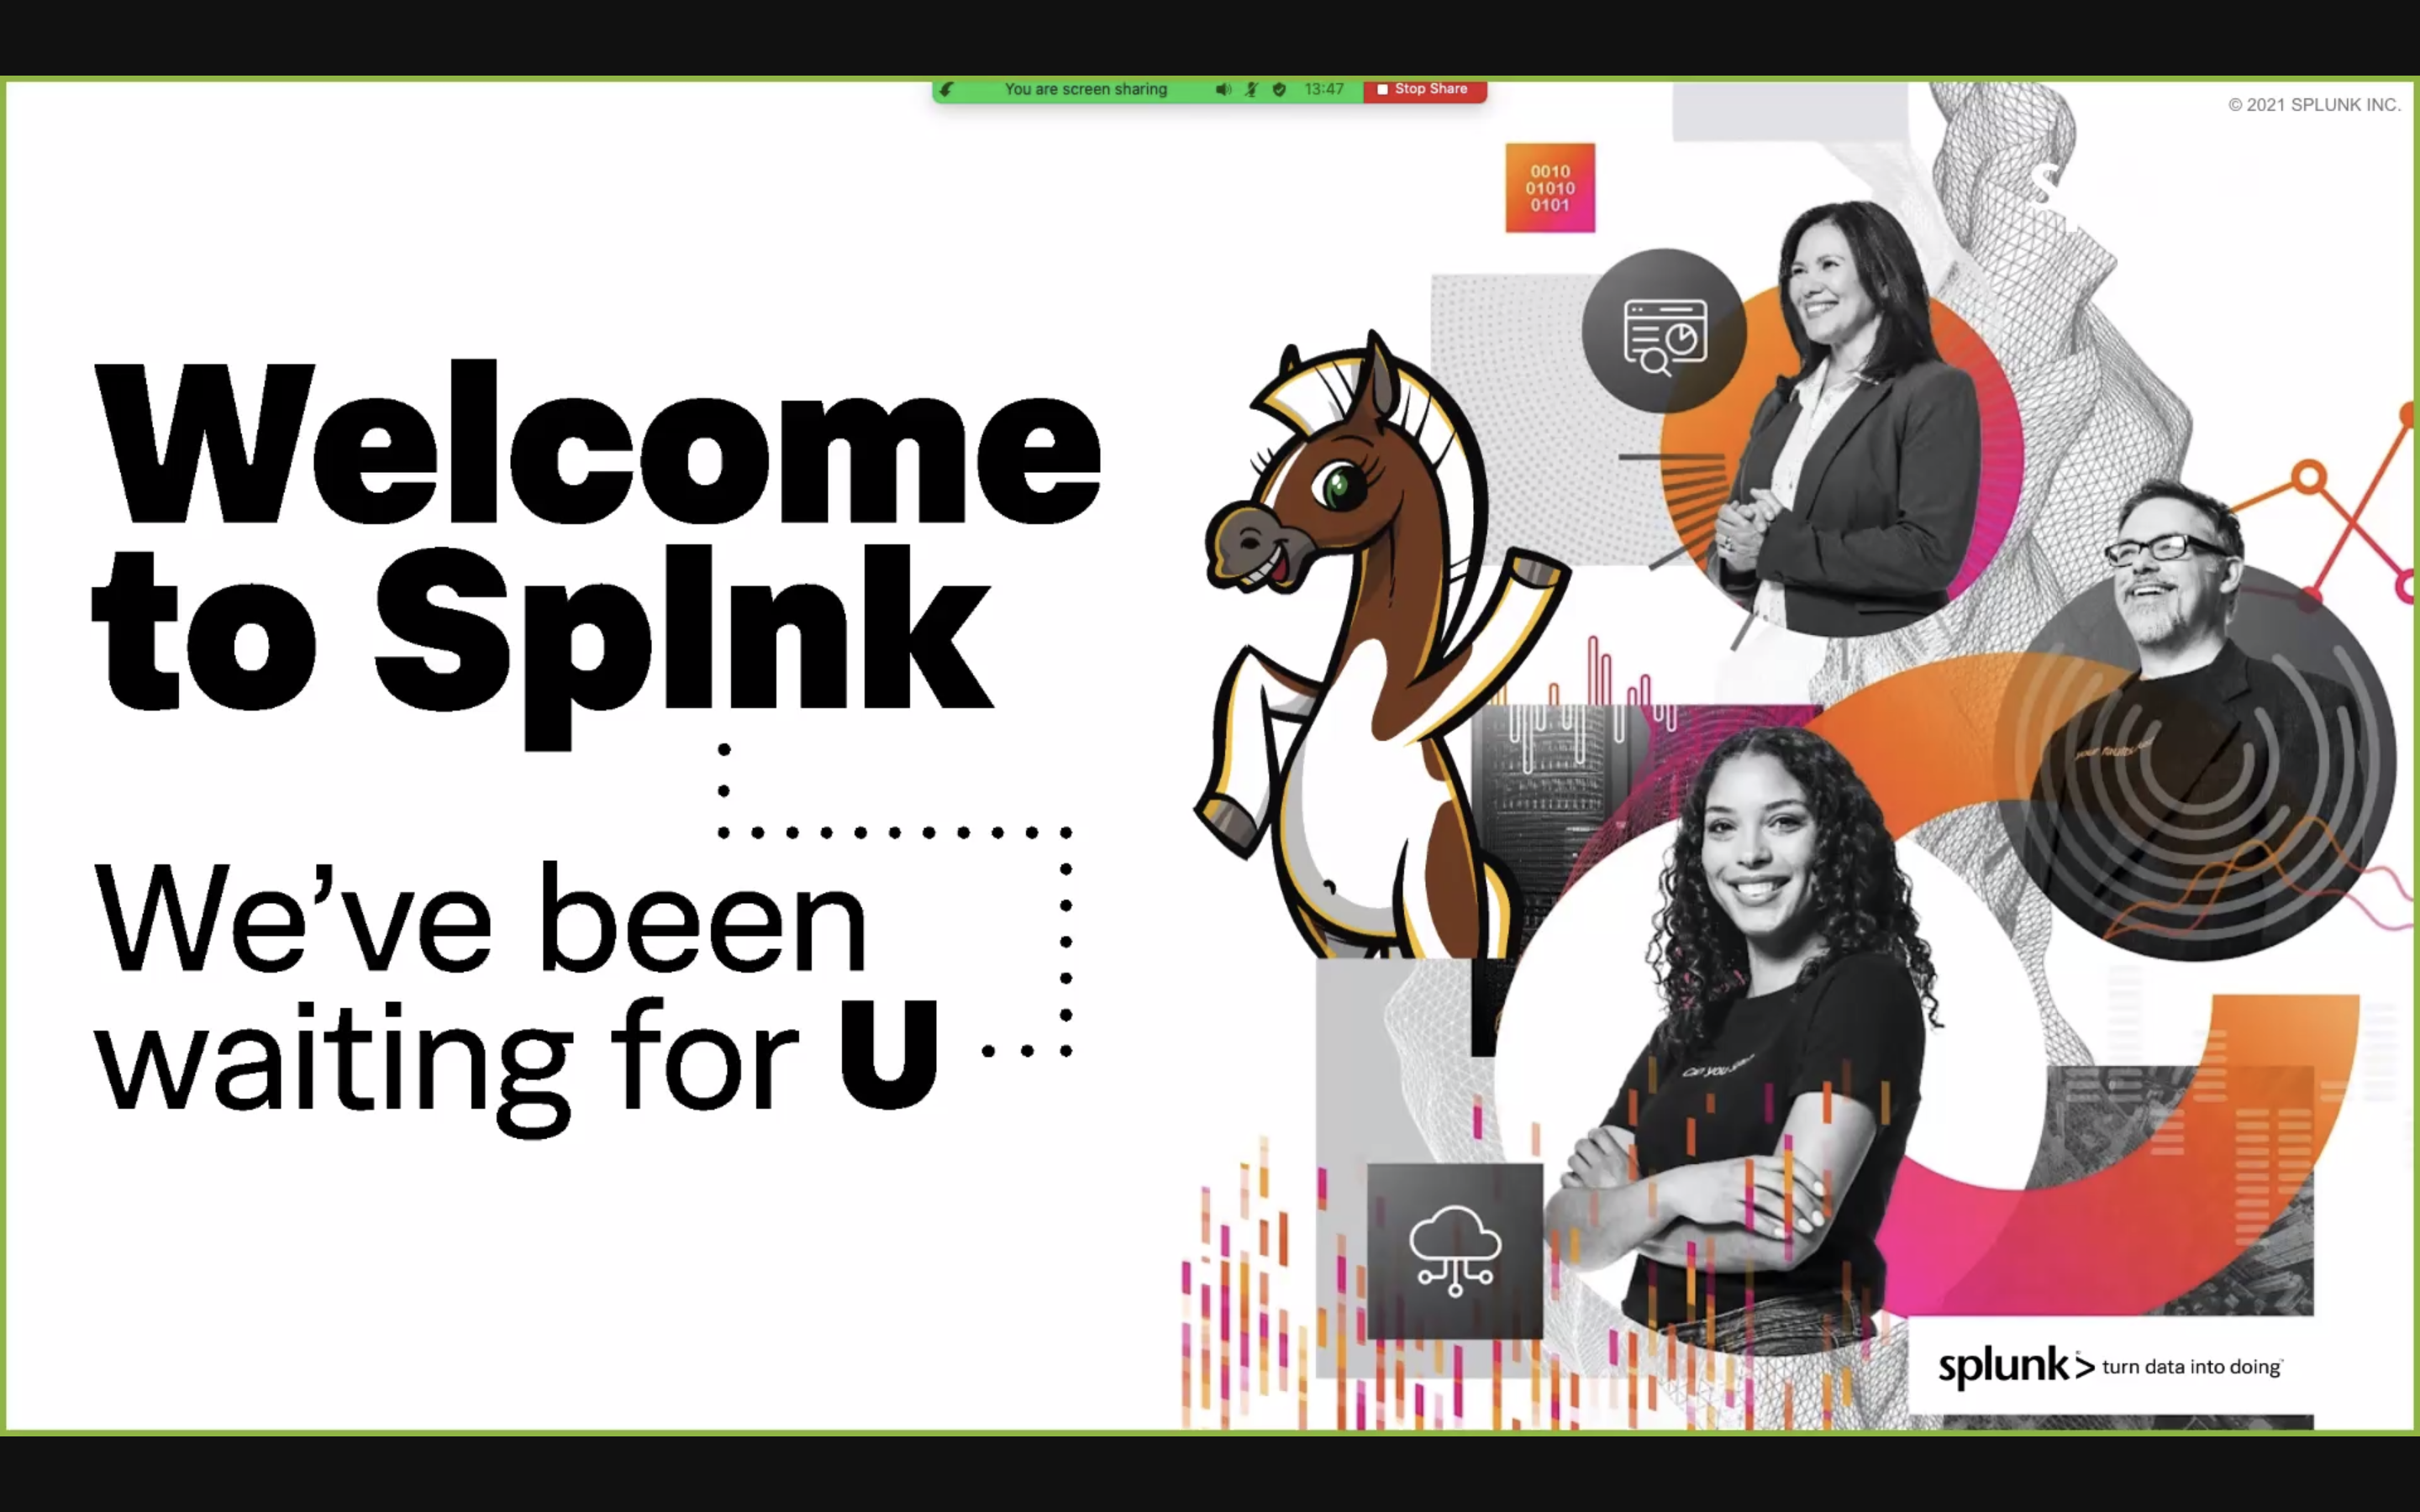 You are screen sharing 13:47 Stop Share
© 2021 SPLUNK INC.
0010
01010
0101
Welcome
to Splnk
We've been
waiting for U
splunk> turn data into doing